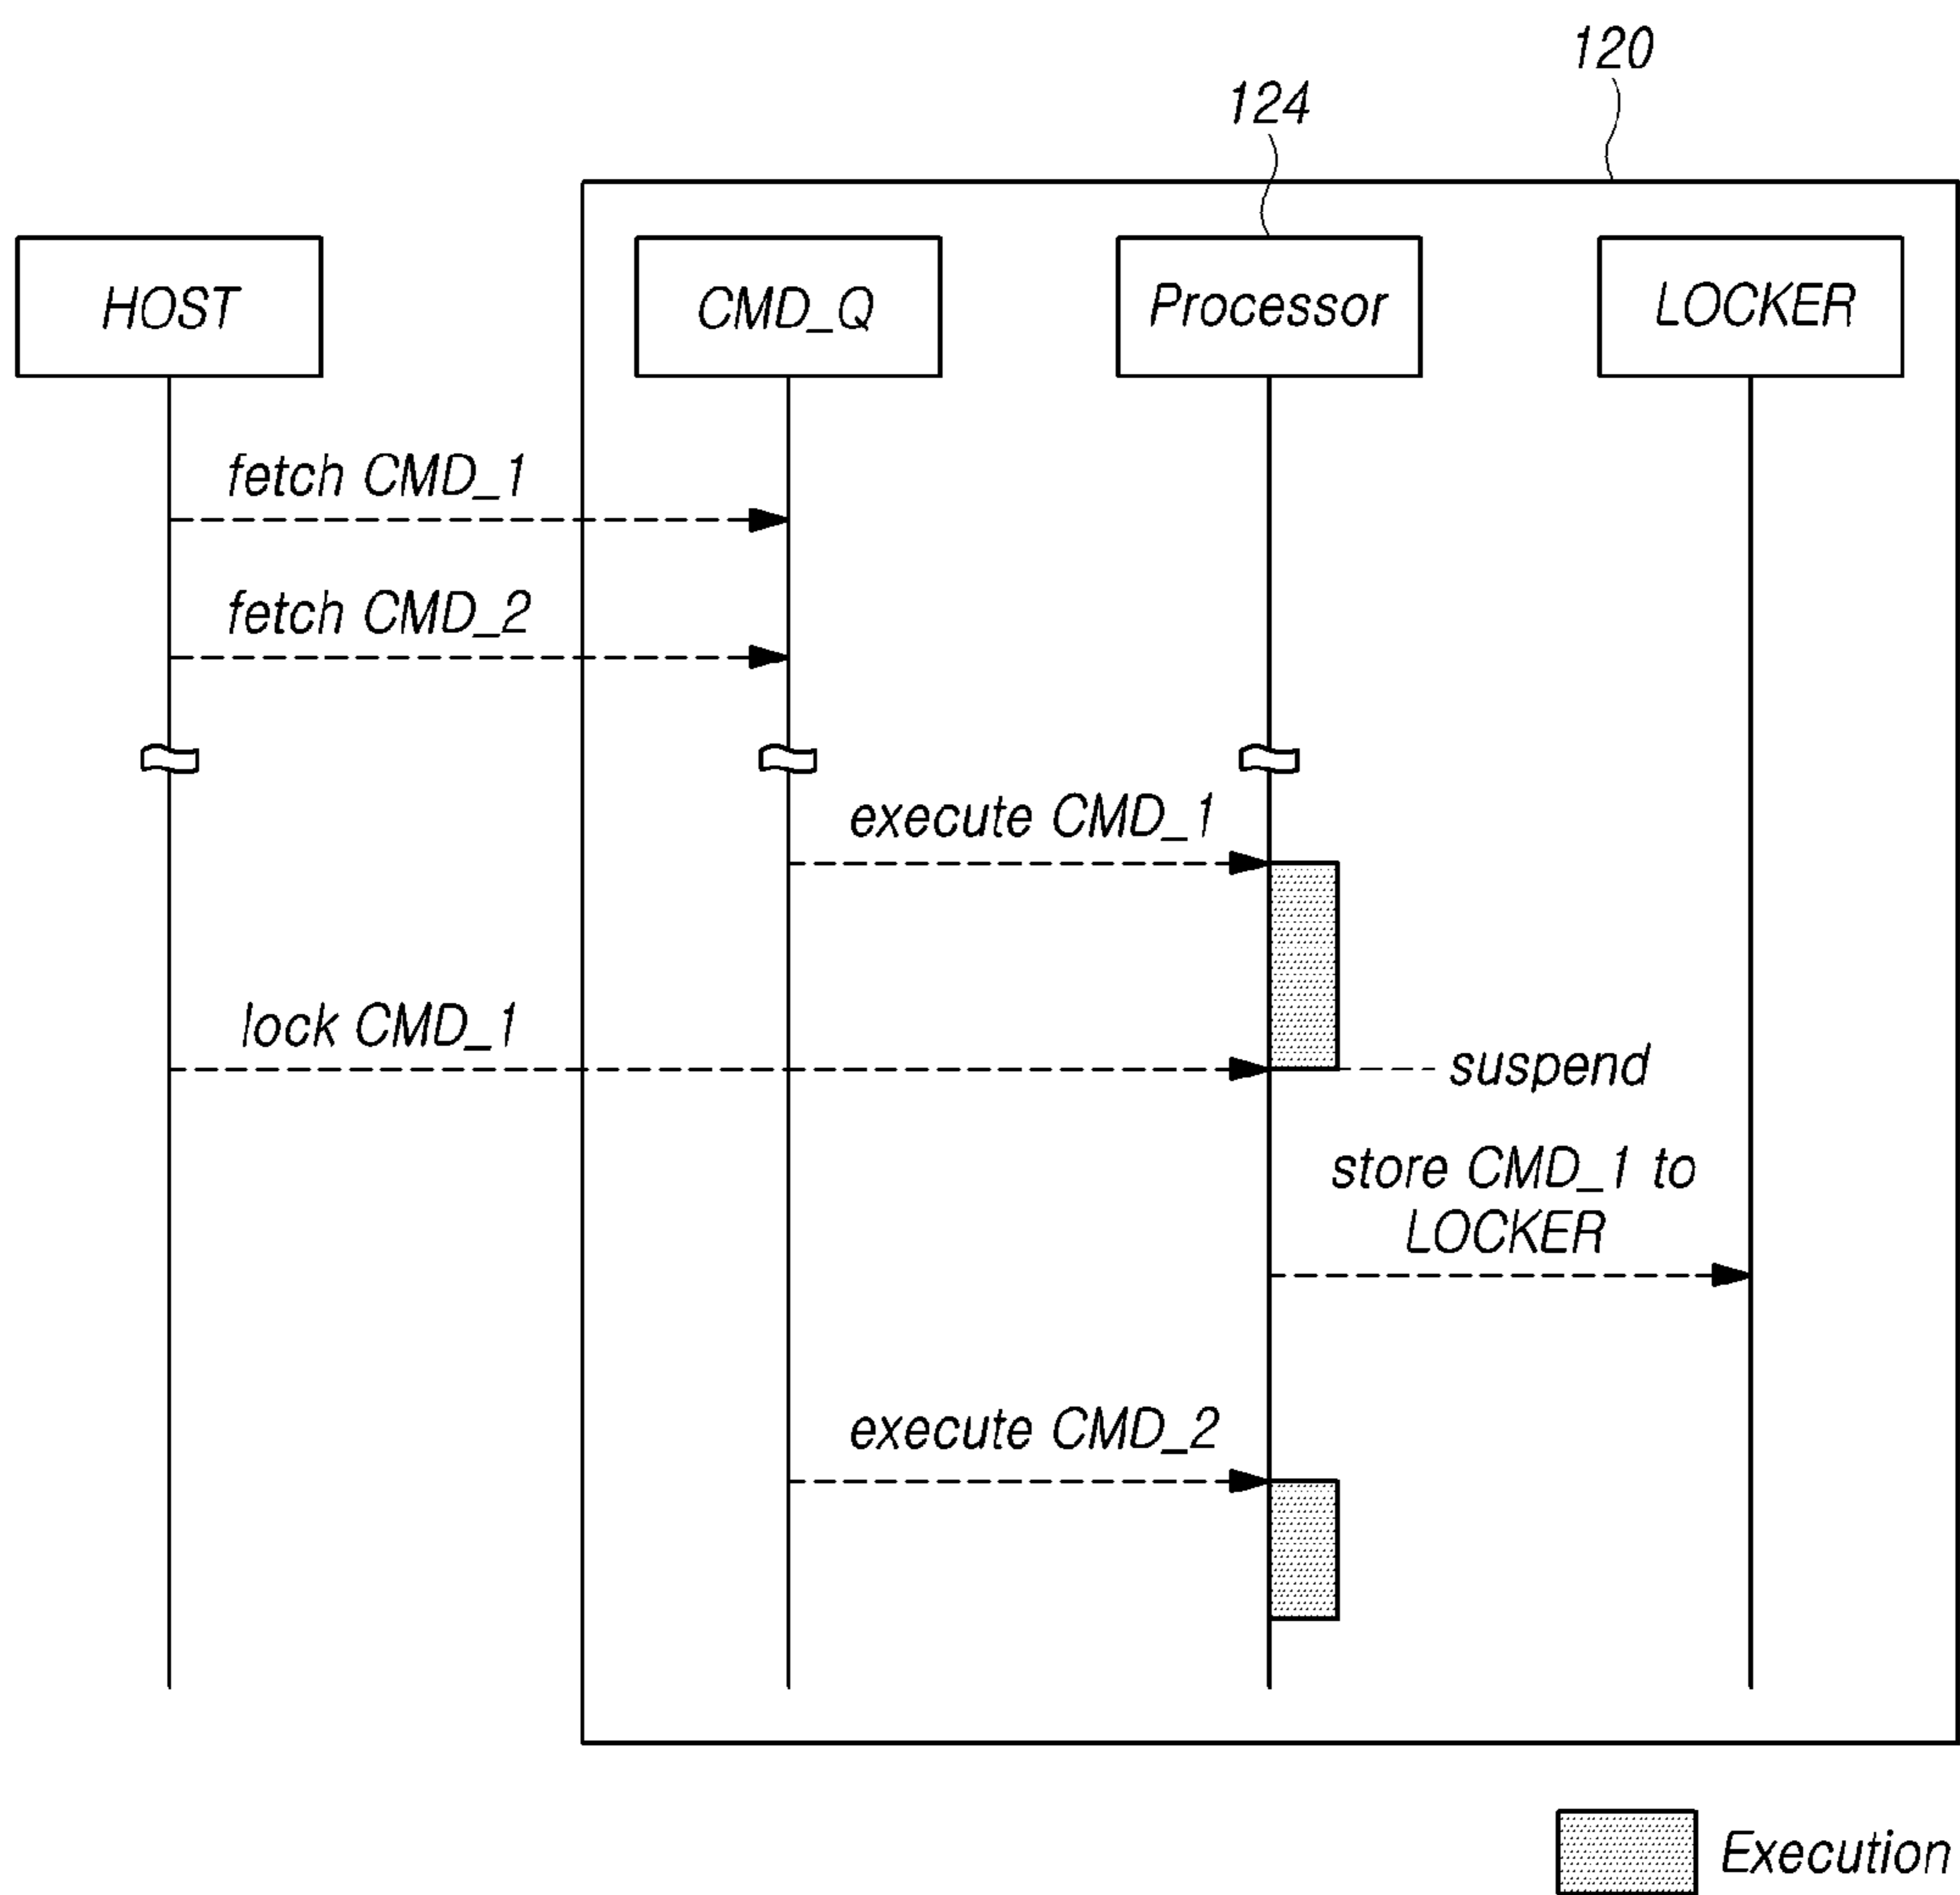 120
124
HOST
CMD_Q
Processor
LOCKER
fetch CMD_1
fetch CMD_2
execute CMD_1
lock CMD_1
suspend
store CMD_1 to
LOCKER
execute CMD_2
Execution